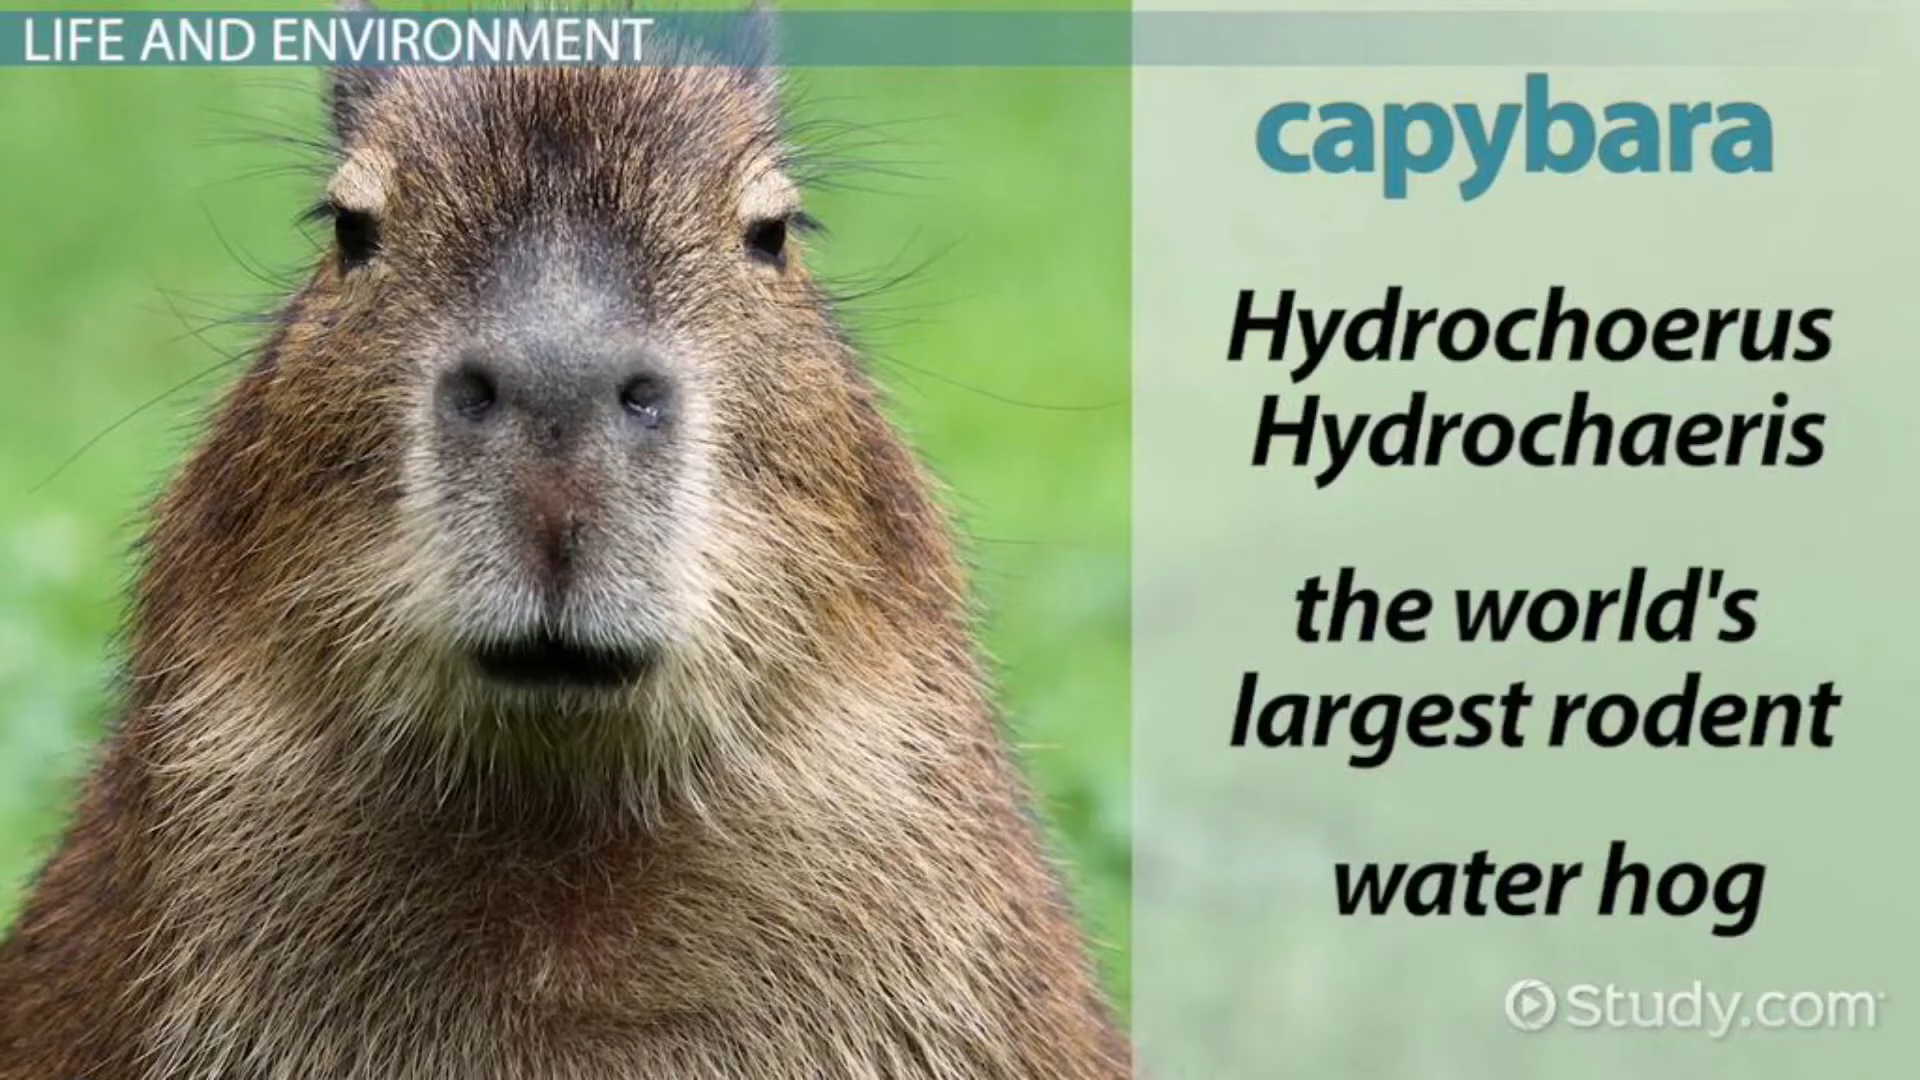 LIFE AND ENVIRONMENT
capybara
Hydrochoerus
Hydrochaeris
the world's
largest rodent
water hog
Study.com